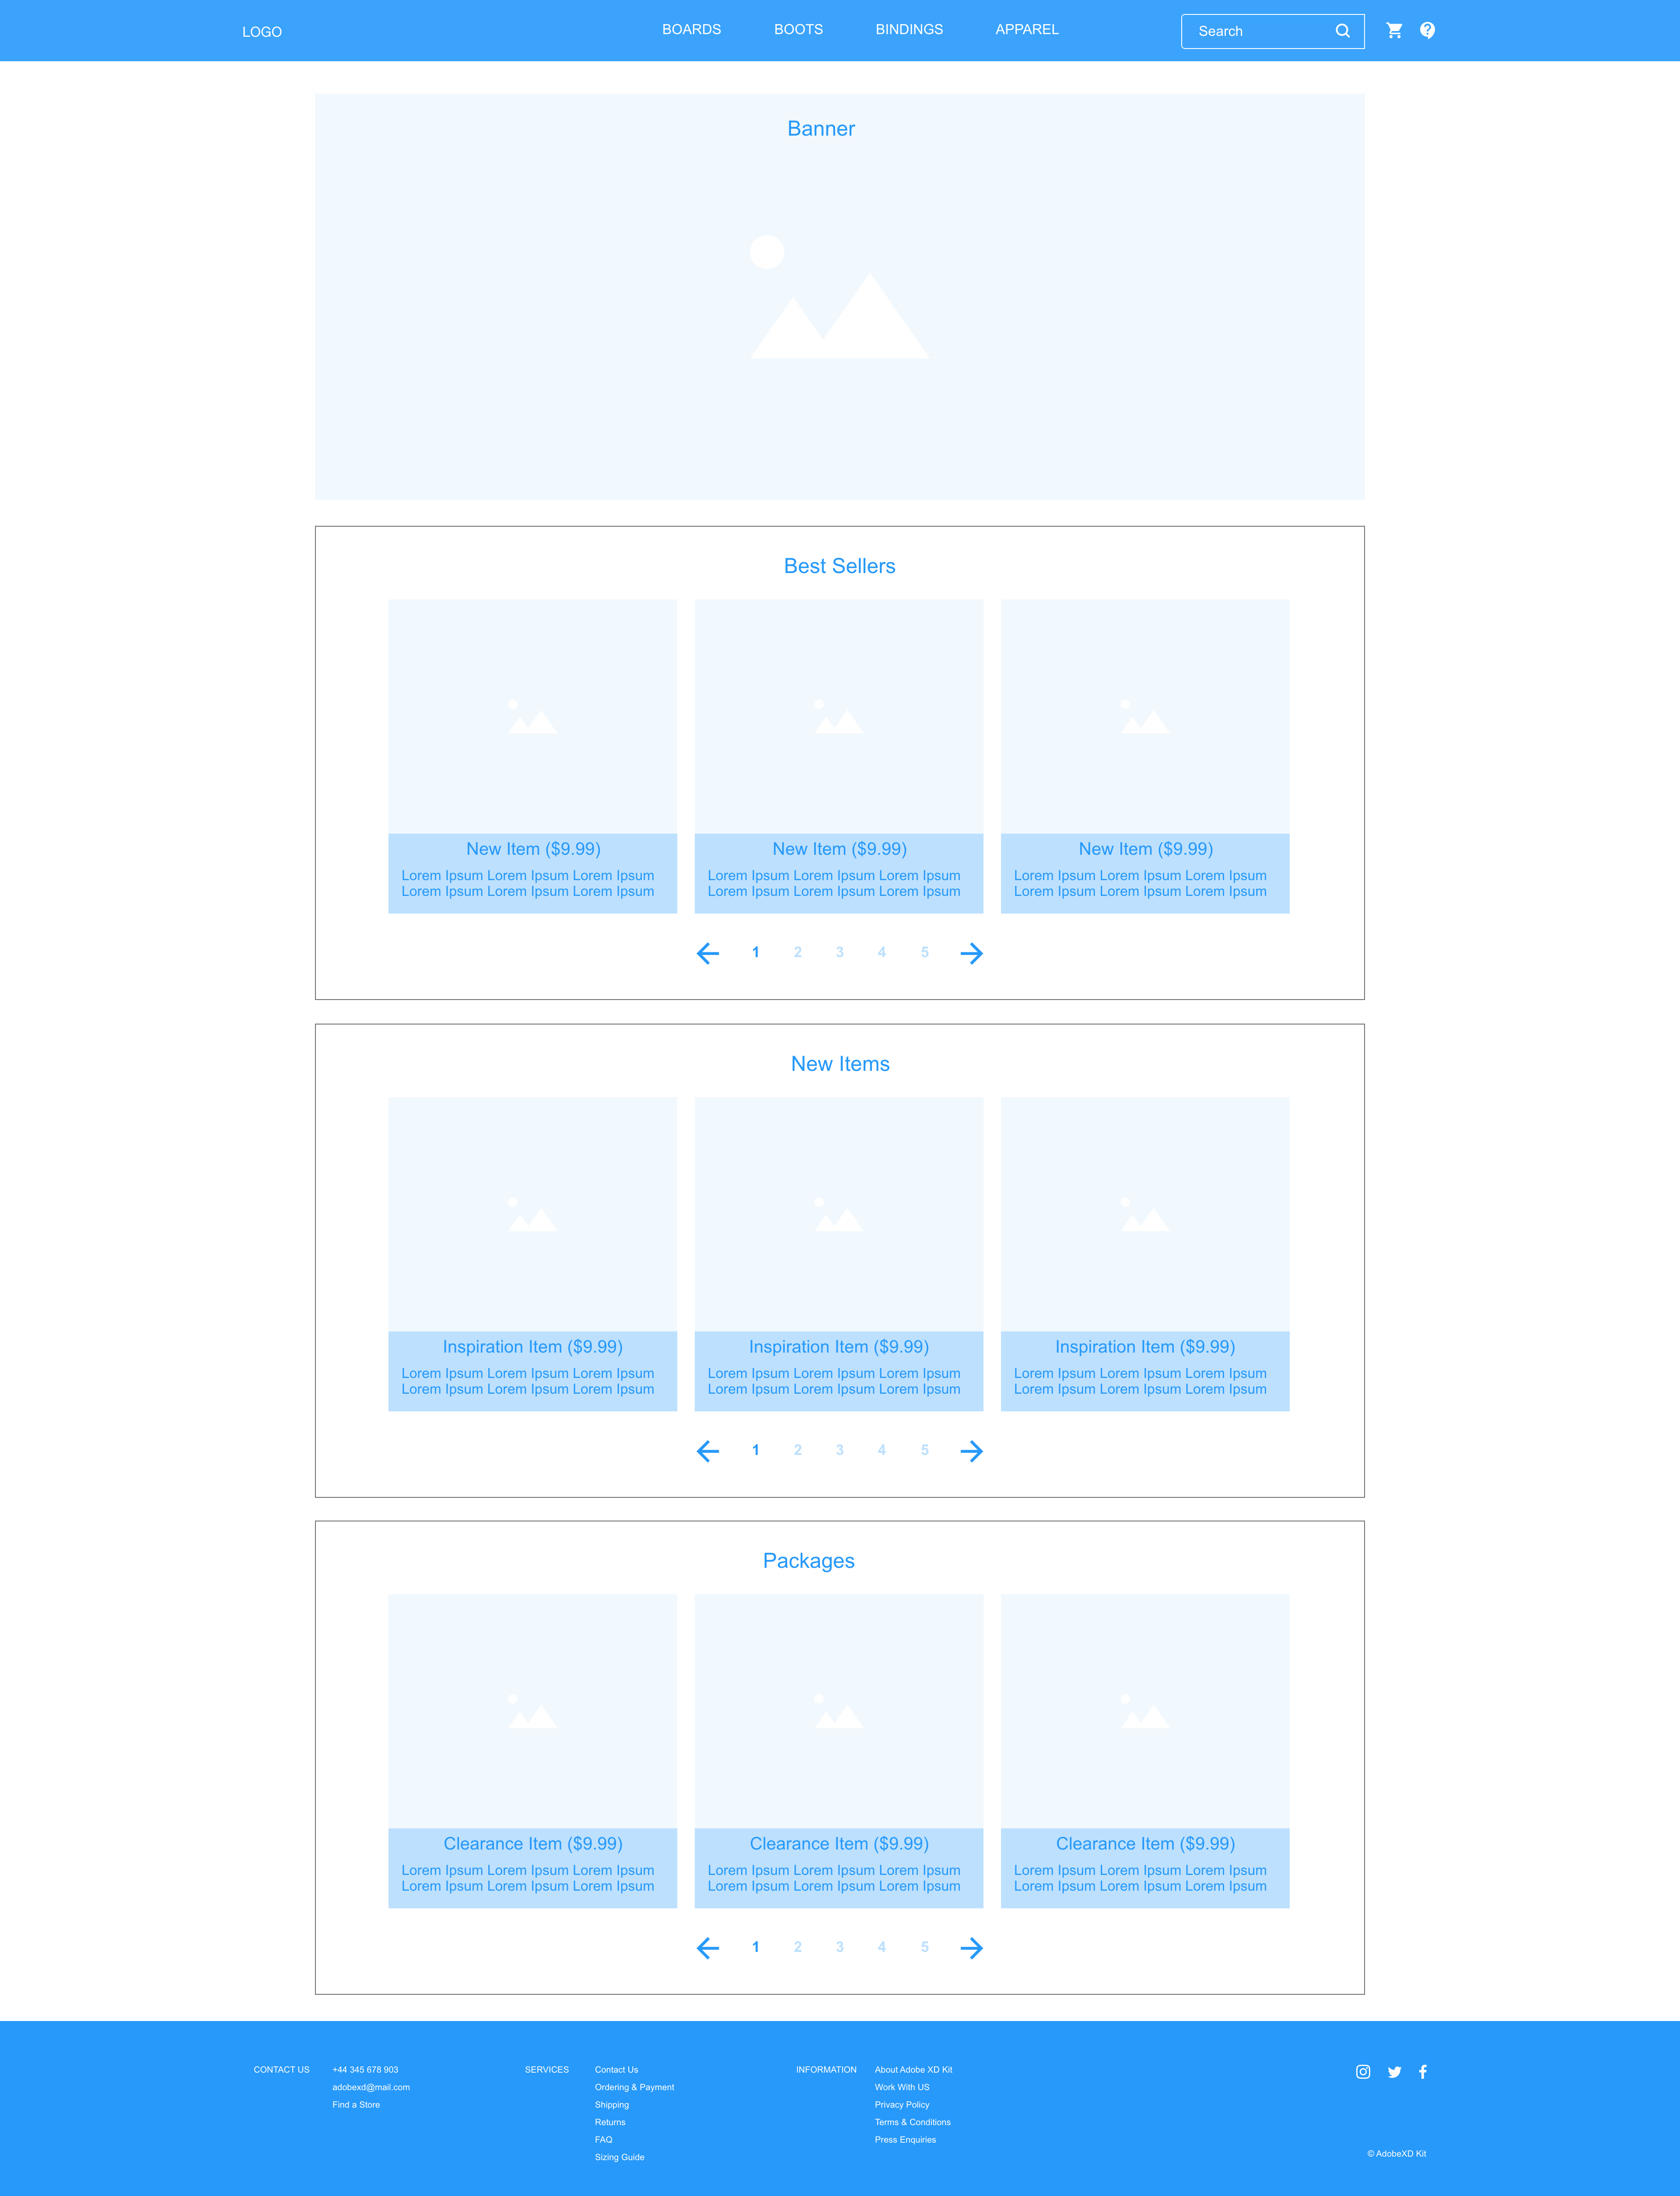 LOGO
BOARDS BOOTS BINDINGS APPAREL
Search
Banner
Best Sellers
New Item ($9.99)
Lorem Ipsum Lorem Ipsum Lorem Ipsum
Lorem Ipsum Lorem Ipsum Lorem Ipsum
New Item ($9.99)
Lorem Ipsum Lorem Ipsum Lorem Ipsum
Lorem Ipsum Lorem Ipsum Lorem Ipsum
New Item ($9.99)
Lorem Ipsum Lorem Ipsum Lorem Ipsum
Lorem Ipsum Lorem Ipsum Lorem Ipsum
1 2 3 4 5
New Items
Inspiration Item ($9.99)
Lorem Ipsum Lorem Ipsum Lorem Ipsum
Lorem Ipsum Lorem Ipsum Lorem Ipsum
Inspiration Item ($9.99)
Lorem Ipsum Lorem Ipsum Lorem Ipsum
Lorem Ipsum Lorem Ipsum Lorem Ipsum
Inspiration Item ($9.99)
Lorem Ipsum Lorem Ipsum Lorem Ipsum
Lorem Ipsum Lorem Ipsum Lorem Ipsum
1 2 3 4 5
Packages
Clearance Item ($9.99)
Lorem Ipsum Lorem Ipsum Lorem Ipsum
Lorem Ipsum Lorem Ipsum Lorem Ipsum
Clearance Item ($9.99)
Lorem Ipsum Lorem Ipsum Lorem Ipsum
Lorem Ipsum Lorem Ipsum Lorem Ipsum
Clearance Item ($9.99)
Lorem Ipsum Lorem Ipsum Lorem Ipsum
Lorem Ipsum Lorem Ipsum Lorem Ipsum
1 2 3 4 5
CONTACT US
+44 345 678 903
adobexd@mail.com
Find a Store
SERVICES
Contact Us
Ordering & Payment
Shipping
Returns
FAQ
Sizing Guide
INFORMATION
About Adobe XD Kit
Work With US
Privacy Policy
Terms & Conditions
Press Enquiries
© AdobeXD Kit